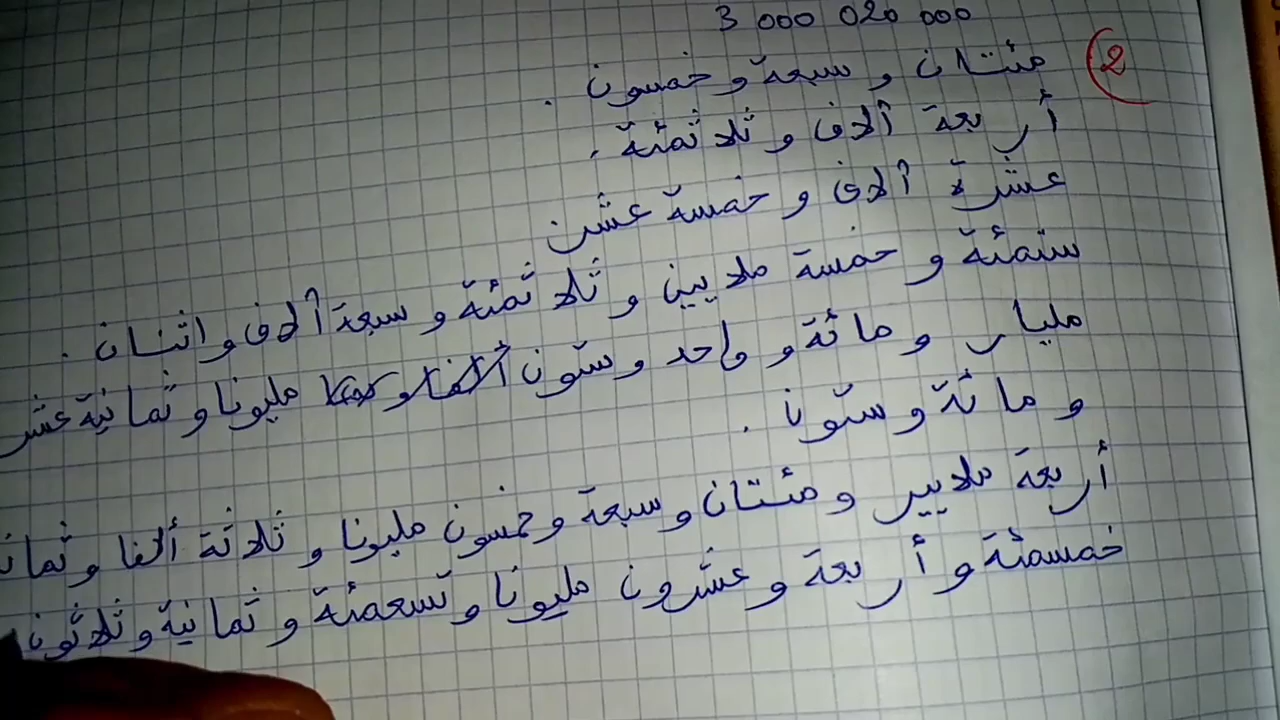 3 000 020 000
2 مئتان و سبعة و خمسون .
أربعة آلاف و ثلاثمئة .
عشرة آلاف و خمسة عشر
ستمئة و خمسة ملايين و ثلاثمئة و سبعة آلاف و اثنان .
مليار و مائة و واحد و ستون مليونا و ثمانية عشر
و مائة و ستون .
أربعة ملايير و مئتان و سبعة و خمسون مليونا و ثلاثة ألفا و
خمسمئة و أربعة و عشرون مليونا و تسعمئة و ثمانية و ثلاثون